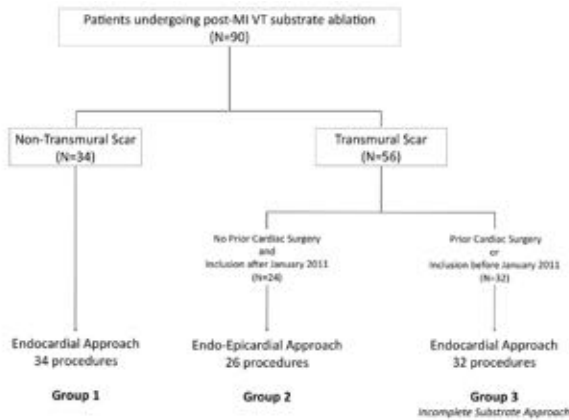 Patients undergoing post-MI VT substrate ablation
(N=90)
Non-Transmural Scar
(N=34)
Transmural Scar
(N=56)
No Prior Cardiac Surgery
and
Inclusion after January 2011
(N=24)
Prior Cardiac Surgery
or
Inclusion before January 2011
(N=32)
Endocardial Approach
34 procedures
Endo-Epicardial Approach
26 procedures
Endocardial Approach
32 procedures
Group 1
Group 2
Group 3
Incomplete Substrate Approach